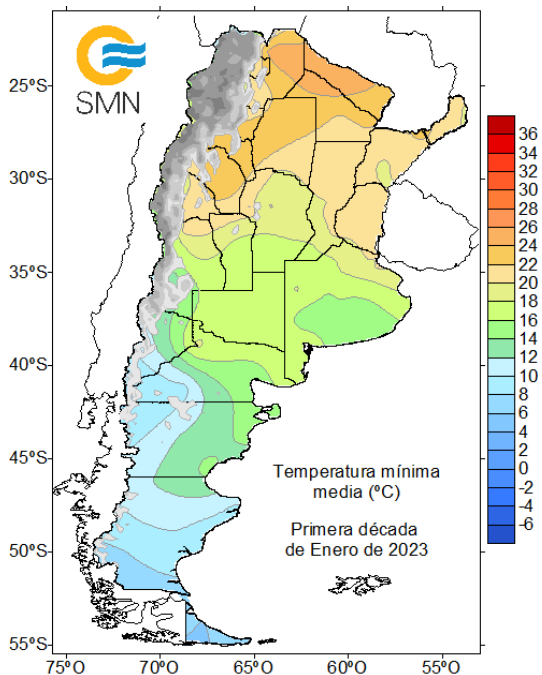 SMN
25°S
30°S
35°S
40°S
45°S
50°S
55°S
75°O
70°O
65°O
60°O
55°O
36
34
32
30
28
26
24
22
20
18
16
14
12
10
8
6
4
2
0
-2
-4
-6
Temperatura mínima
media (ºC)
Primera década
de Enero de 2023